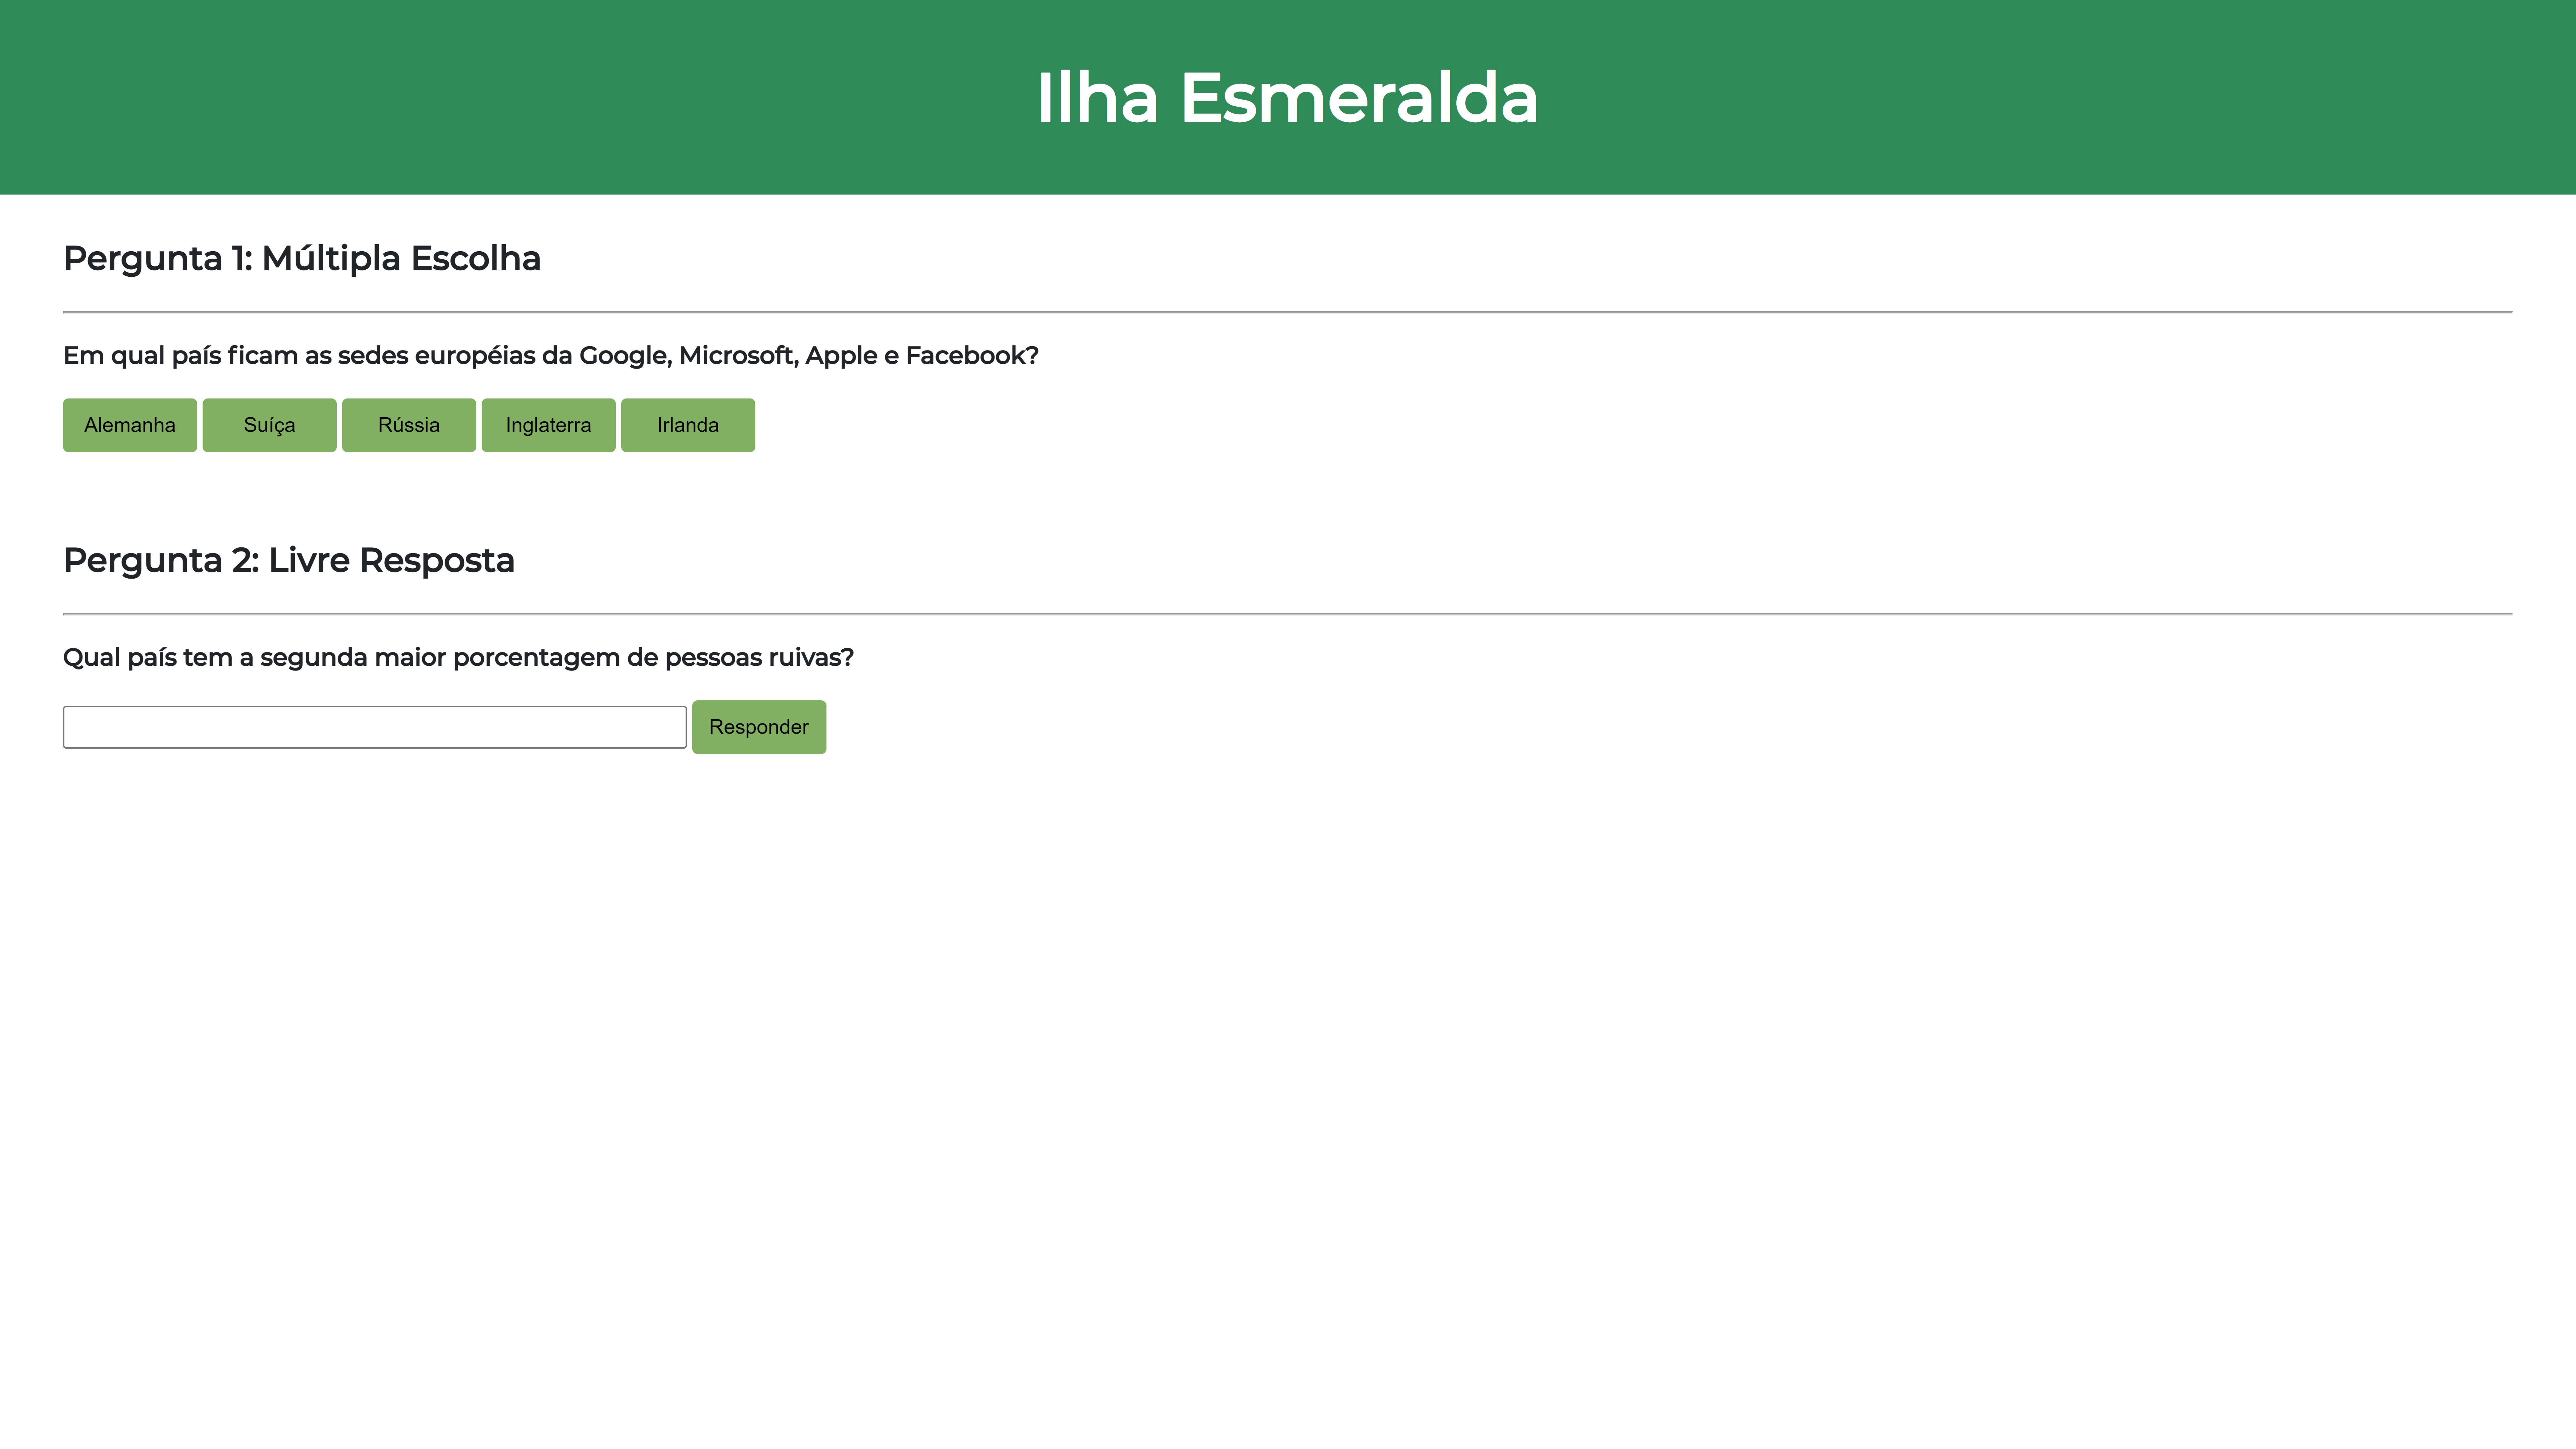 Ilha Esmeralda
Pergunta 1: Múltipla Escolha
Em qual país ficam as sedes européias da Google, Microsoft, Apple e Facebook?
Alemanha Suíça Rússia Inglaterra Irlanda
Pergunta 2: Livre Resposta
Qual país tem a segunda maior porcentagem de pessoas ruivas?
Responder